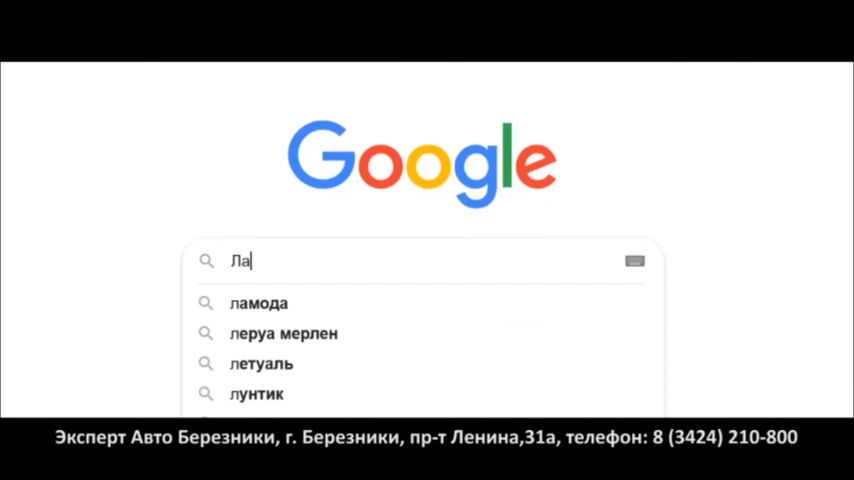 Google
Ла
ламода
леруа мерлен
летуаль
лунтик
Эксперт Авто Березники, г. Березники, пр-т Ленина,31а, телефон: 8 (3424) 210-800